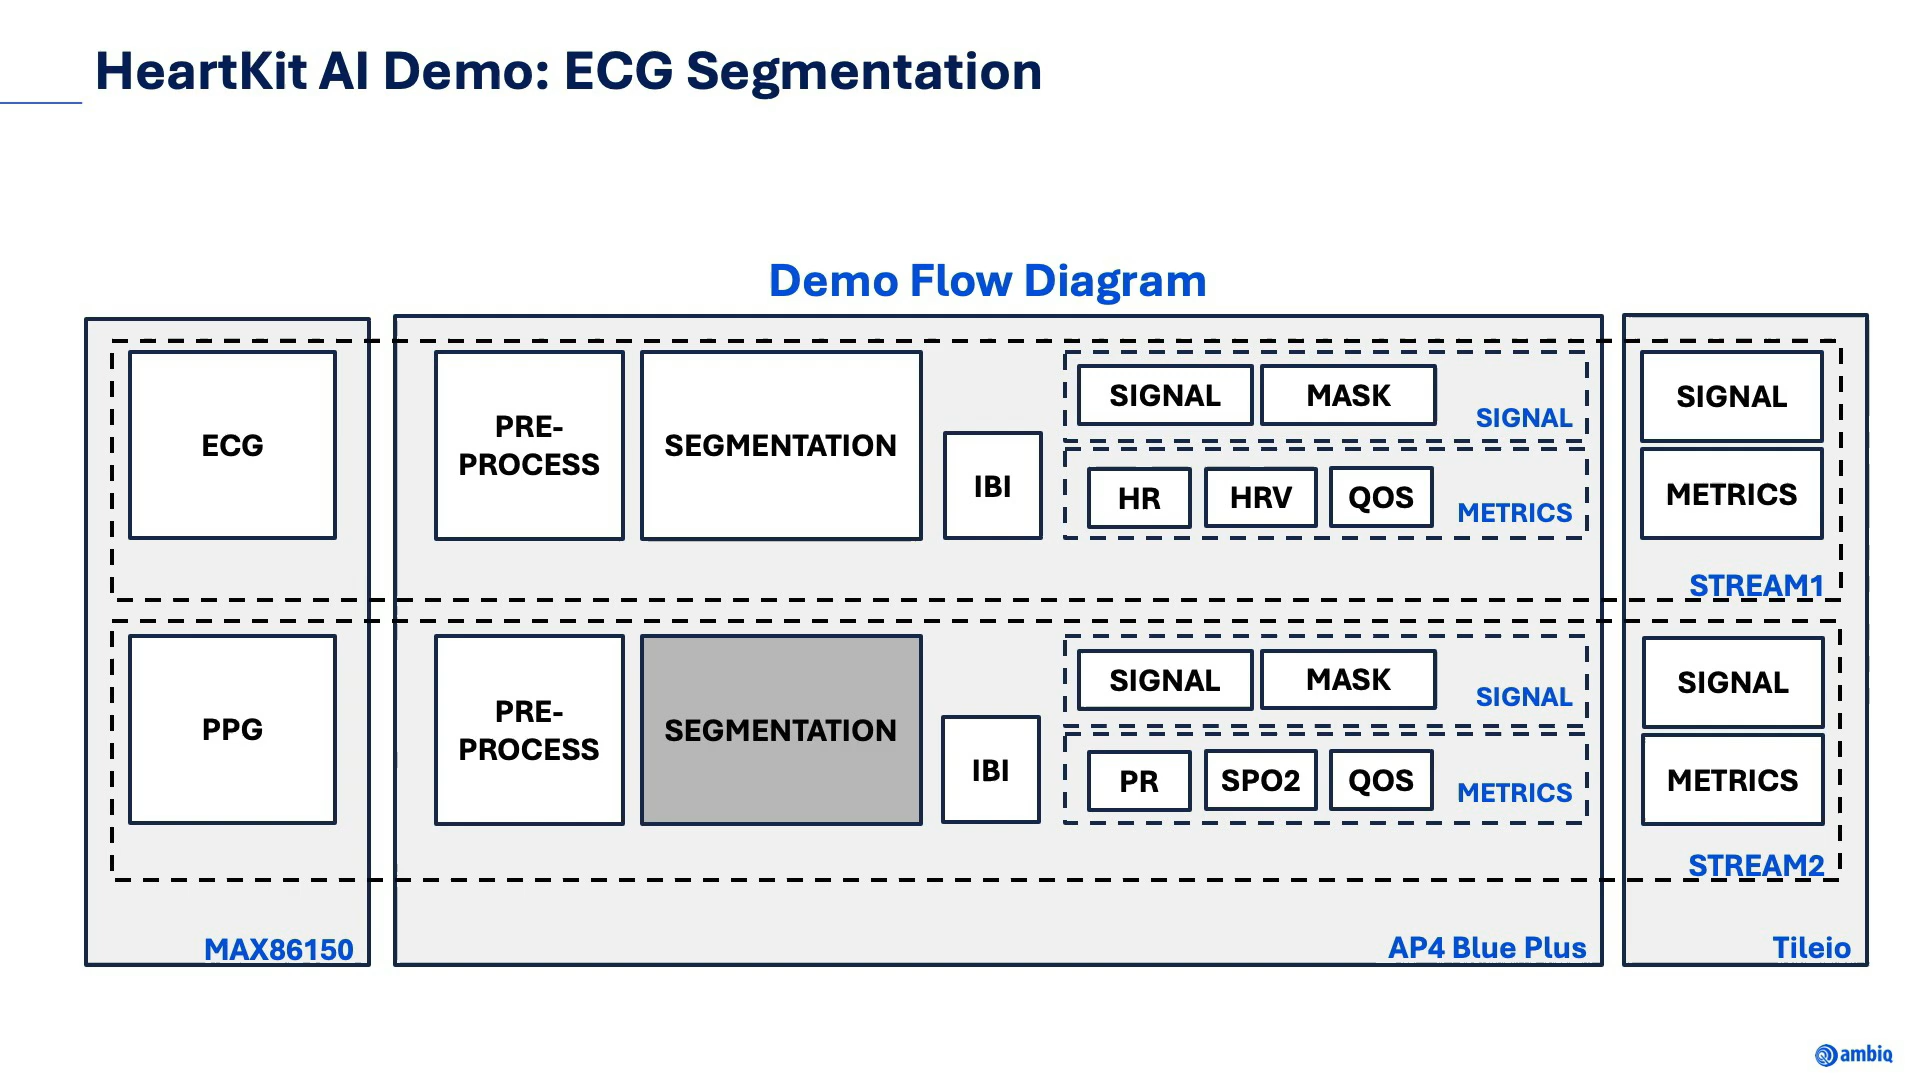 HeartKit AI Demo: ECG Segmentation
Demo Flow Diagram
ECG
PRE-
PROCESS
SEGMENTATION
IBI
SIGNAL
MASK
SIGNAL
HR
HRV
QOS
METRICS
SIGNAL
METRICS
STREAM1
PPG
PRE-
PROCESS
SEGMENTATION
IBI
SIGNAL
MASK
SIGNAL
PR
SPO2
QOS
METRICS
SIGNAL
METRICS
STREAM2
MAX86150
AP4 Blue Plus
Tileio
ambiq